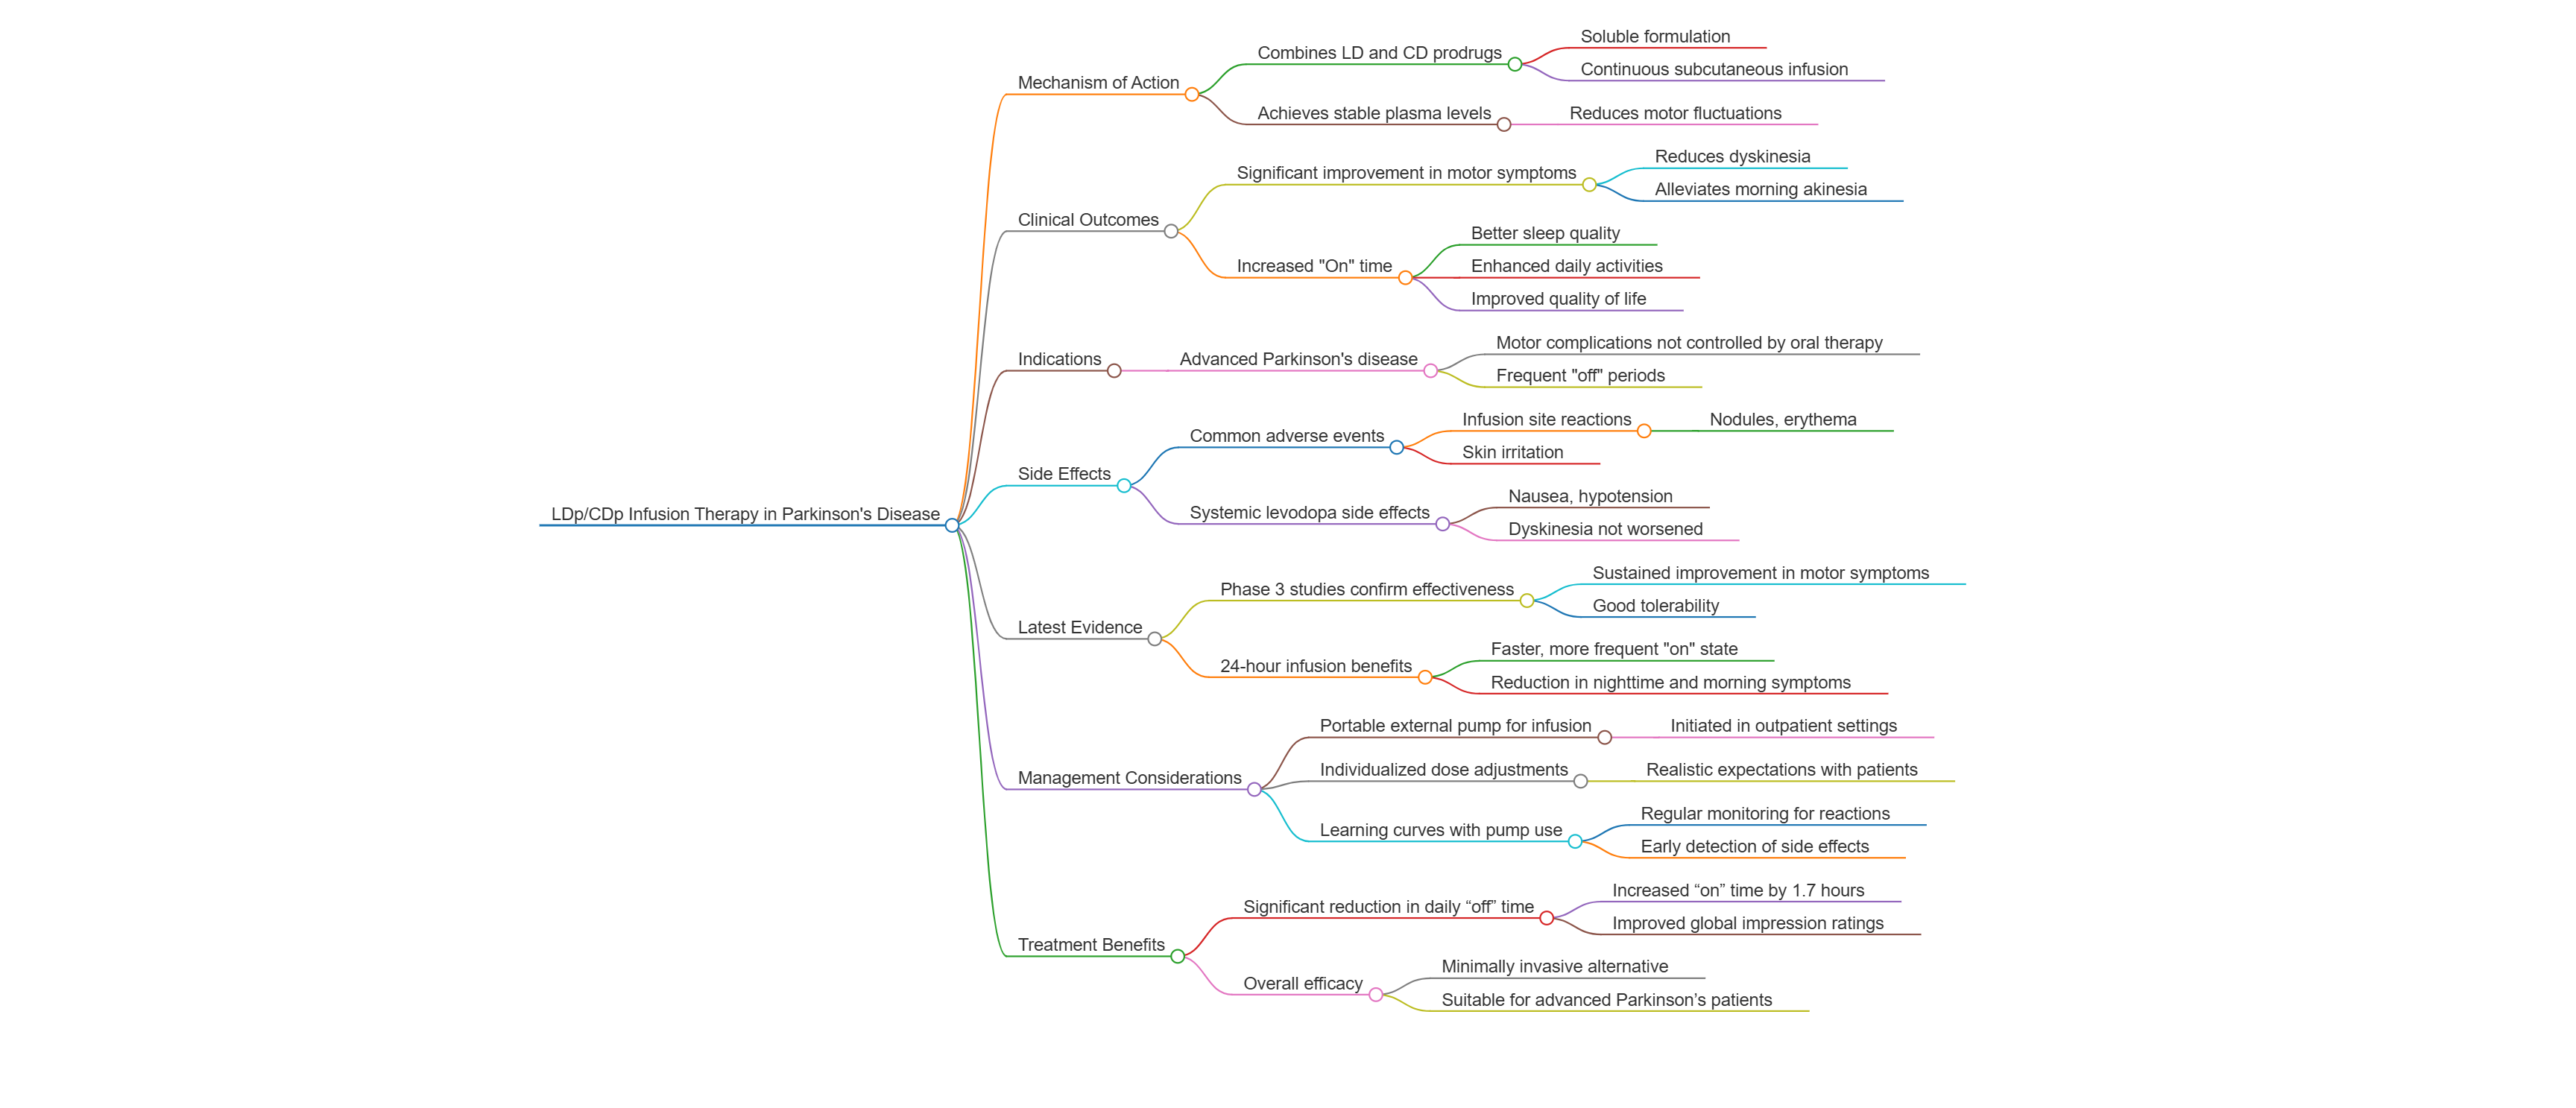 LDp/CDp Infusion Therapy in Parkinson's Disease
Mechanism of Action
Combines LD and CD prodrugs
Soluble formulation
Continuous subcutaneous infusion
Achieves stable plasma levels
Reduces motor fluctuations
Clinical Outcomes
Significant improvement in motor symptoms
Reduces dyskinesia
Alleviates morning akinesia
Increased "On" time
Better sleep quality
Enhanced daily activities
Improved quality of life
Indications
Advanced Parkinson's disease
Motor complications not controlled by oral therapy
Frequent "off" periods
Side Effects
Common adverse events
Infusion site reactions
Nodules, erythema
Skin irritation
Systemic levodopa side effects
Nausea, hypotension
Dyskinesia not worsened
Latest Evidence
Phase 3 studies confirm effectiveness
Sustained improvement in motor symptoms
Good tolerability
24-hour infusion benefits
Faster, more frequent "on" state
Reduction in nighttime and morning symptoms
Management Considerations
Portable external pump for infusion
Initiated in outpatient settings
Individualized dose adjustments
Realistic expectations with patients
Learning curves with pump use
Regular monitoring for reactions
Early detection of side effects
Treatment Benefits
Significant reduction in daily “off” time
Increased “on” time by 1.7 hours
Improved global impression ratings
Overall efficacy
Minimally invasive alternative
Suitable for advanced Parkinson’s patients